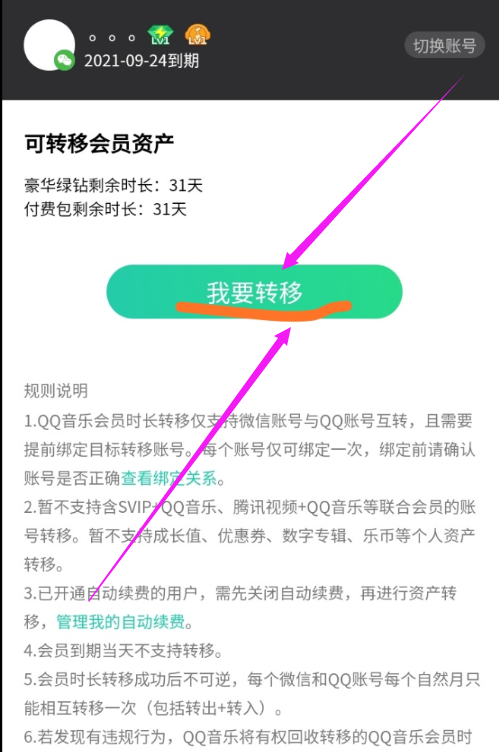 。。。 LV1 LV1
切换账号
2021-09-24到期
可转移会员资产
豪华绿钻剩余时长：31天
付费包剩余时长：31天
我要转移
规则说明
1.QQ音乐会员时长转移仅支持微信账号与QQ账号互转，且需要
提前绑定目标转移账号。每个账号仅可绑定一次，绑定前请确认
账号是否正确查看绑定关系。
2.暂不支持含SVIP+QQ音乐、腾讯视频+QQ音乐等联合会员的账
号转移。暂不支持成长值、优惠券、数字专辑、乐币等个人资产
转移。
3.已开通自动续费的用户，需先关闭自动续费，再进行资产转
移，管理我的自动续费。
4.会员到期当天不支持转移。
5.会员时长转移成功后不可逆，每个微信和QQ账号每个自然月只
能相互转移一次（包括转出+转入）。
6.若发现有违规行为，QQ音乐将有权回收转移的QQ音乐会员时